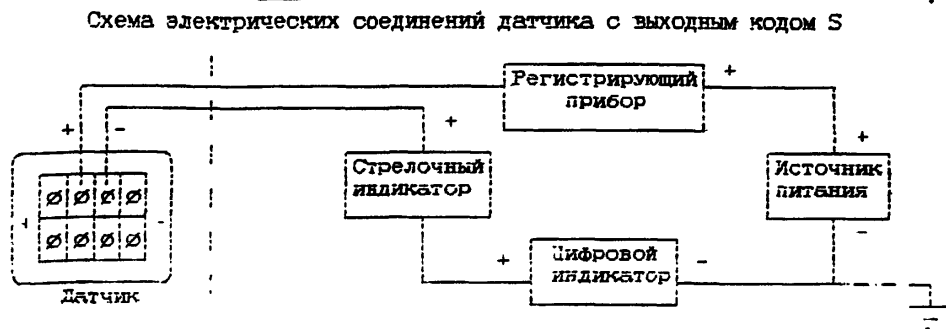 Схема электрических соединений датчика с выходным кодом S
Регистрирующий
прибор
+
+ -
+
+
Стрелочный
индикатор
Источник
питания
+ -
Ø Ø Ø Ø
Ø Ø Ø Ø
-
+
Цифровой
индикатор
-
Датчик